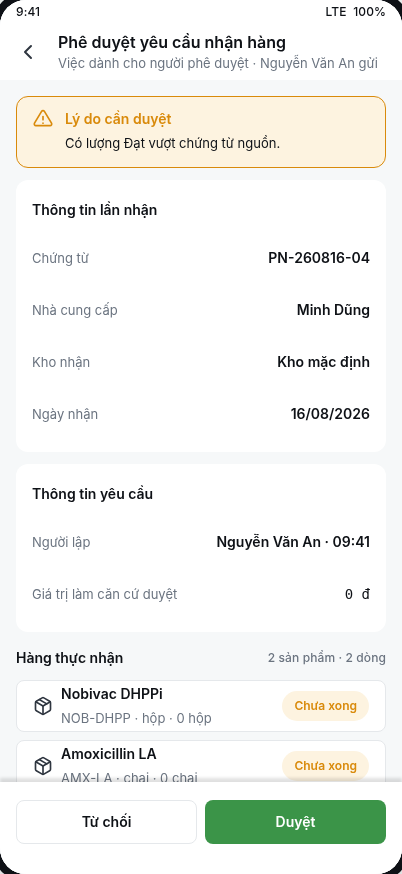 9:41
LTE 100%
Phê duyệt yêu cầu nhận hàng
Việc dành cho người phê duyệt · Nguyễn Văn An gửi
Lý do cần duyệt
Có lượng Đạt vượt chứng từ nguồn.
Thông tin lần nhận
Chứng từ
PN-260816-04
Nhà cung cấp
Minh Dũng
Kho nhận
Kho mặc định
Ngày nhận
16/08/2026
Thông tin yêu cầu
Người lập
Nguyễn Văn An · 09:41
Giá trị làm căn cứ duyệt
0 đ
Hàng thực nhận
2 sản phẩm · 2 dòng
Nobivac DHPPi
NOB-DHPP · hộp · 0 hộp
Chưa xong
Amoxicillin LA
AMX-LA · chai · 0 chai
Chưa xong
Từ chối
Duyệt